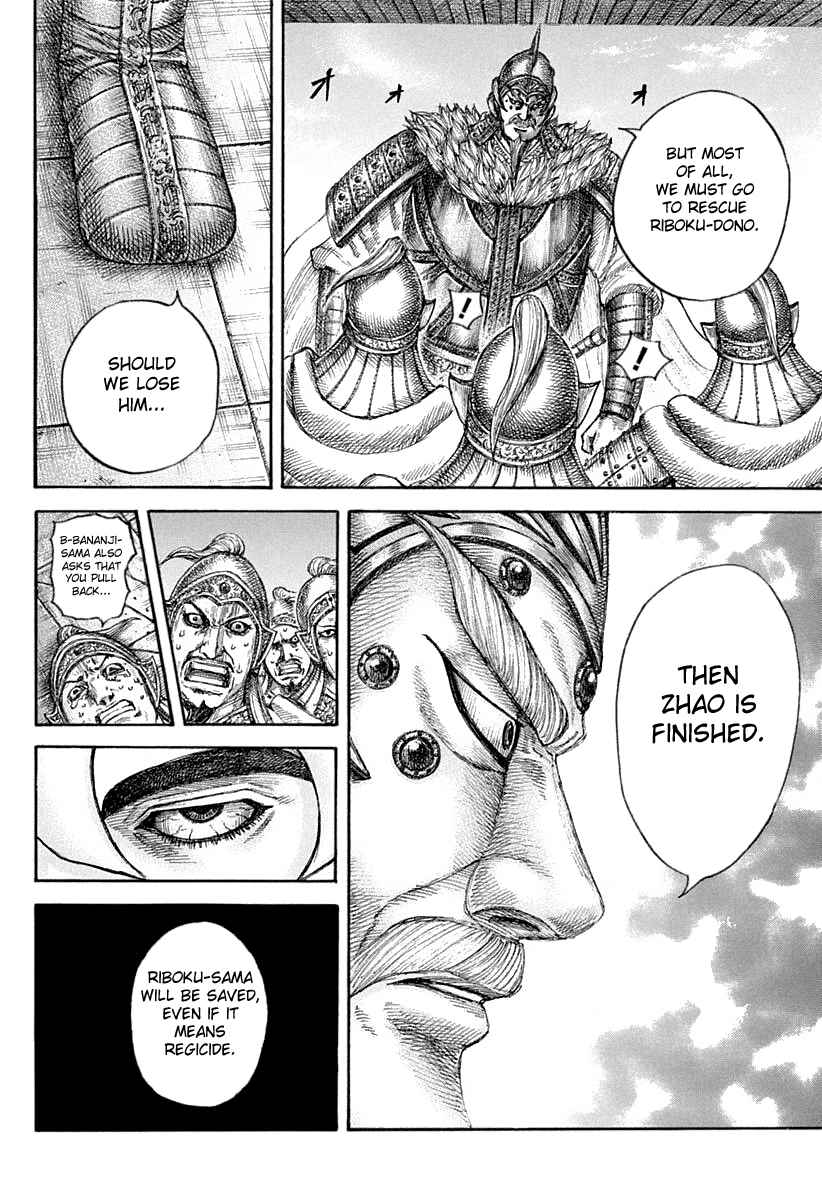 BUT MOST
OF ALL,
WE MUST GO
TO RESCUE
RIBOKU-DONO.
!
!
SHOULD
WE LOSE
HIM...
THEN
ZHAO IS
FINISHED.
B-BANANJI-
SAMA ALSO
ASKS THAT
YOU PULL
BACK...
RIBOKU-SAMA
WILL BE SAVED,
EVEN IF IT
MEANS
REGICIDE.